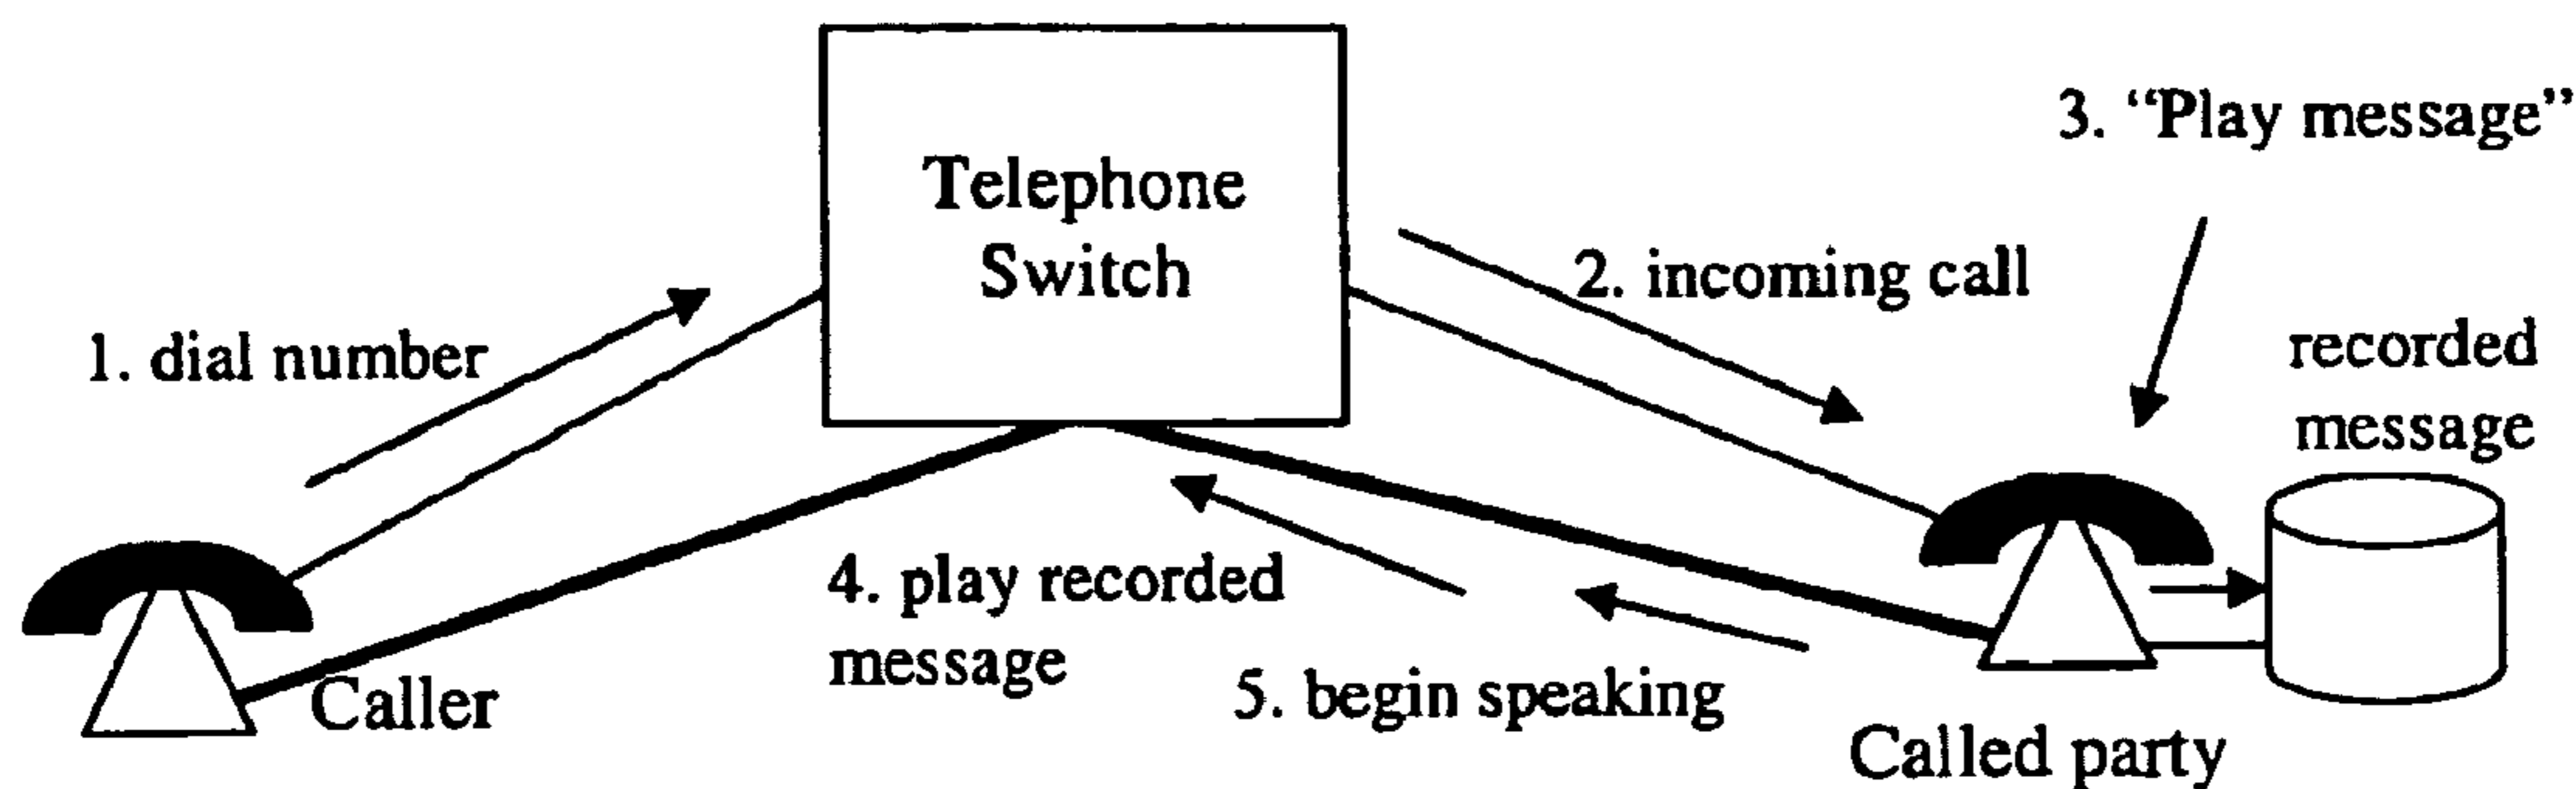 Telephone
Switch
1. dial number
2. incoming call
3. “Play message”
recorded
message
4. play recorded
message
5. begin speaking
Caller
Called party